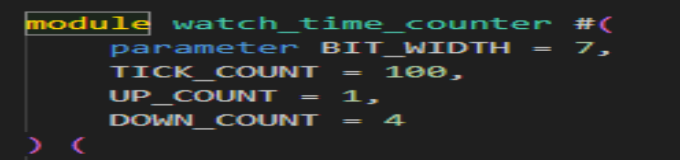 module watch_time_counter #(
parameter BIT_WIDTH = 7,
TICK_COUNT = 100,
UP_COUNT = 1,
DOWN_COUNT = 4
) (